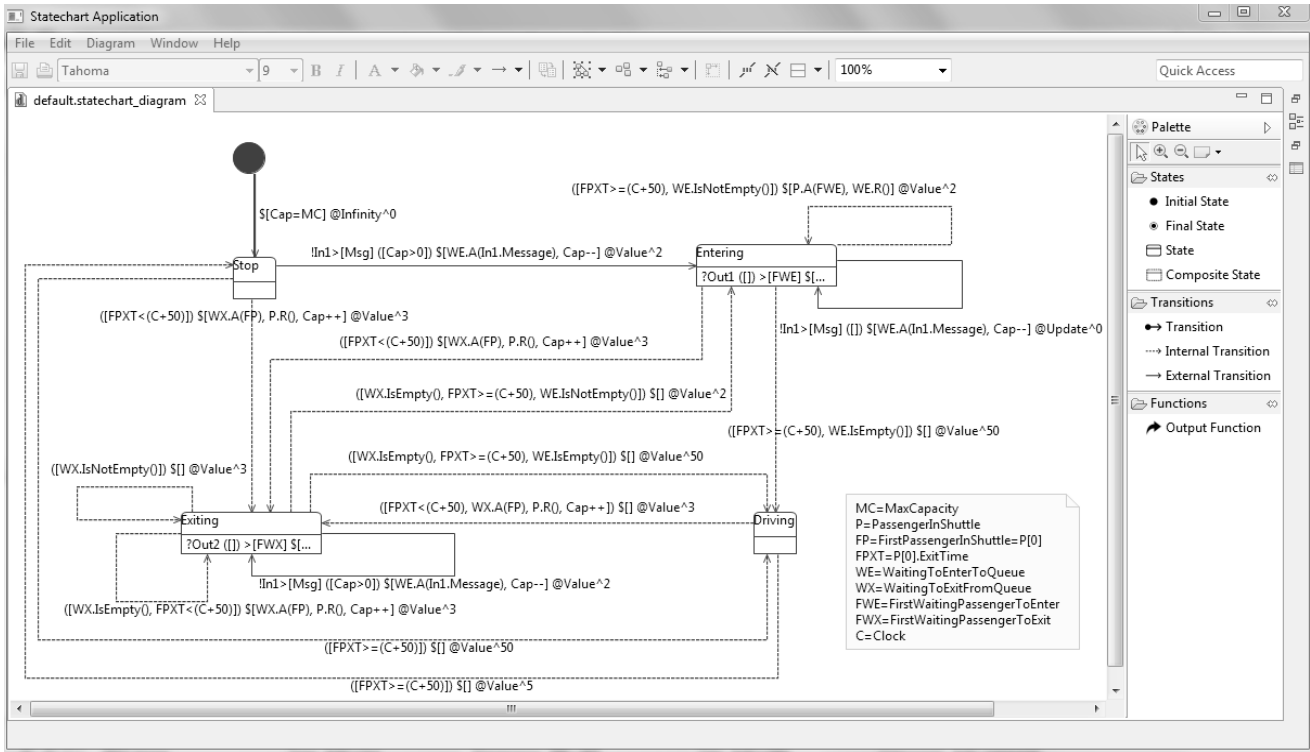 Statechart Application
File Edit Diagram Window Help
Tahoma 9 B I A 100% Quick Access
default.statechart_diagram
$[Cap=MC] @Infinity^0
([FPXT>=(C+50), WE.IsNotEmpty()]) $[P.A(FWE), WE.R()] @Value^2
!In1>[Msg] ([Cap>0]) $[WE.A(In1.Message), Cap--] @Value^2
Stop
Entering
?Out1 ([]) >[FWE] $[...
([FPXT<(C+50)]) $[WX.A(FP), P.R(), Cap++] @Value^3
!In1>[Msg] ([]) $[WE.A(In1.Message), Cap--] @Update^0
([FPXT<(C+50)]) $[WX.A(FP), P.R(), Cap++] @Value^3
([WX.IsEmpty(), FPXT>=(C+50), WE.IsNotEmpty()]) $[] @Value^2
([FPXT>=(C+50), WE.IsEmpty()]) $[] @Value^50
([WX.IsEmpty(), FPXT>=(C+50), WE.IsEmpty()]) $[] @Value^50
([WX.IsNotEmpty()]) $[] @Value^3
([FPXT<(C+50), WX.A(FP), P.R(), Cap++]) $[] @Value^3
Exiting
?Out2 ([]) >[FWX] $[...
Driving
!In1>[Msg] ([Cap>0]) $[WE.A(In1.Message), Cap--] @Value^2
([WX.IsEmpty(), FPXT<(C+50)]) $[WX.A(FP), P.R(), Cap++] @Value^3
([FPXT>=(C+50)]) $[] @Value^50
([FPXT>=(C+50)]) $[] @Value^5
MC=MaxCapacity
P=PassengerInShuttle
FP=FirstPassengerInShuttle=P[0]
FPXT=P[0].ExitTime
WE=WaitingToEnterToQueue
WX=WaitingToExitFromQueue
FWE=FirstWaitingPassengerToEnter
FWX=FirstWaitingPassengerToExit
C=Clock
Palette
States
Initial State
Final State
State
Composite State
Transitions
Transition
Internal Transition
External Transition
Functions
Output Function